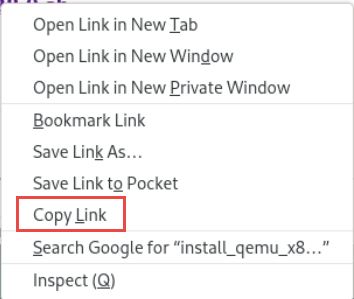 Open Link in New Tab
Open Link in New Window
Open Link in New Private Window
Bookmark Link
Save Link As…
Save Link to Pocket
Copy Link
Search Google for “install_qemu_x8…”
Inspect (Q)